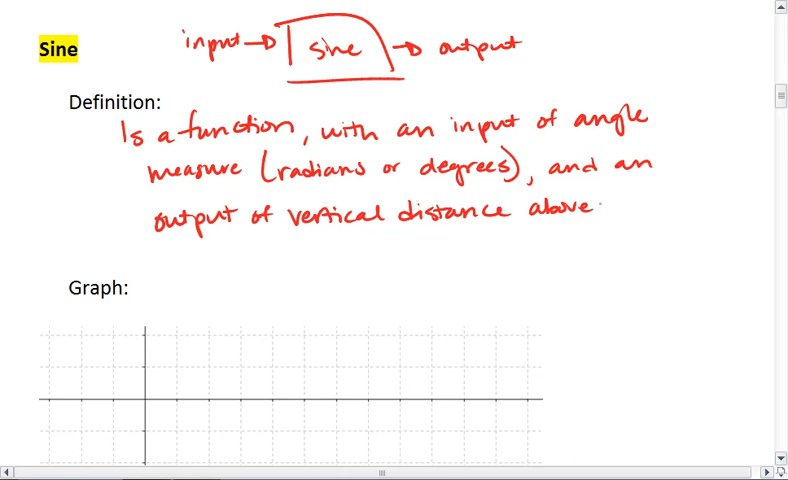 input → sine → output
Sine
Definition:
Is a function, with an input of angle
measure (radians or degrees), and an
output of vertical distance above
Graph: